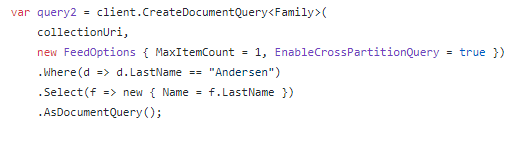 var query2 = client.CreateDocumentQuery<Family>(
    collectionUri,
    new FeedOptions { MaxItemCount = 1, EnableCrossPartitionQuery = true })
    .Where(d => d.LastName == "Andersen")
    .Select(f => new { Name = f.LastName })
    .AsDocumentQuery();